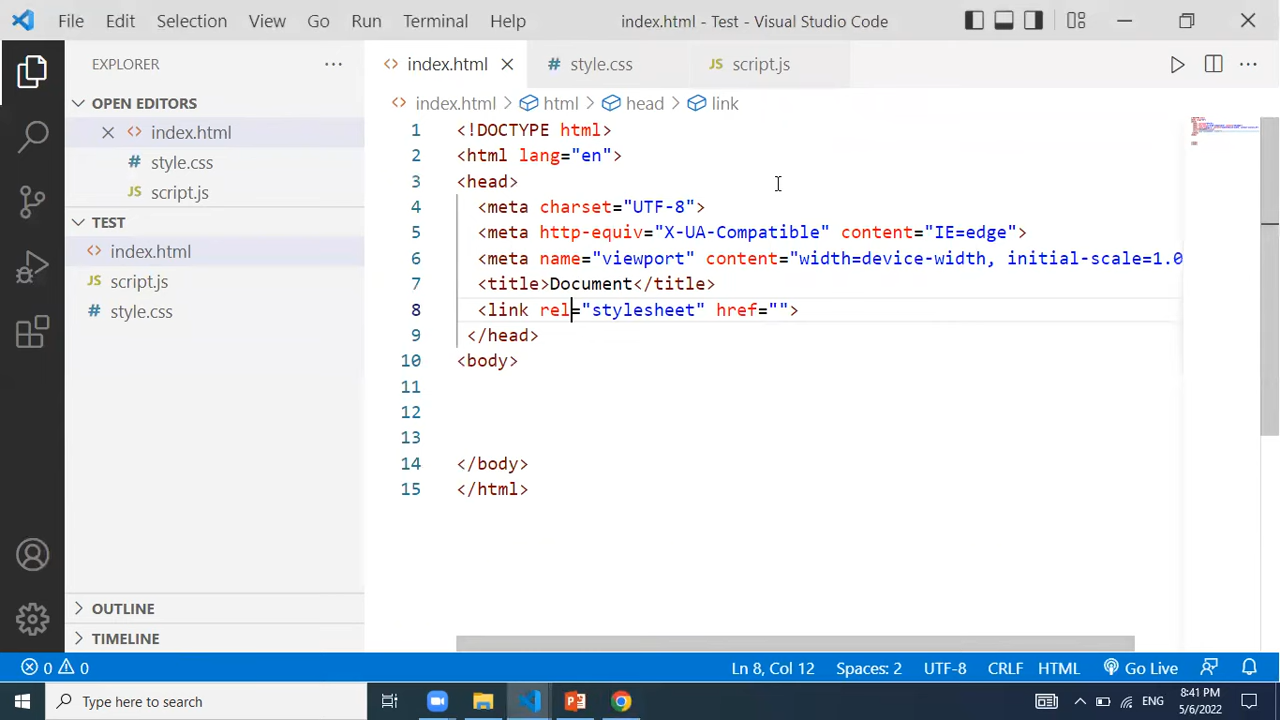 File Edit Selection View Go Run Terminal Help index.html - Test - Visual Studio Code
EXPLORER
OPEN EDITORS
index.html
style.css
script.js
TEST
index.html
script.js
style.css
OUTLINE
TIMELINE
index.html style.css script.js
index.html > html > head > link
1 <!DOCTYPE html>
2 <html lang="en">
3 <head>
4 <meta charset="UTF-8">
5 <meta http-equiv="X-UA-Compatible" content="IE=edge">
6 <meta name="viewport" content="width=device-width, initial-scale=1.0
7 <title>Document</title>
8 <link rel="stylesheet" href="">
9 </head>
10 <body>
11
12
13
14 </body>
15 </html>
0 0 Ln 8, Col 12 Spaces: 2 UTF-8 CRLF HTML Go Live
Type here to search ENG 8:41 PM
5/6/2022